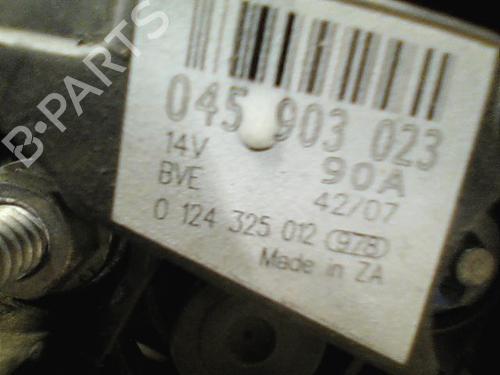 B-PARTS
045 903 023
14V 90A
BVE 42/07
0 124 325 012 978
Made in ZA